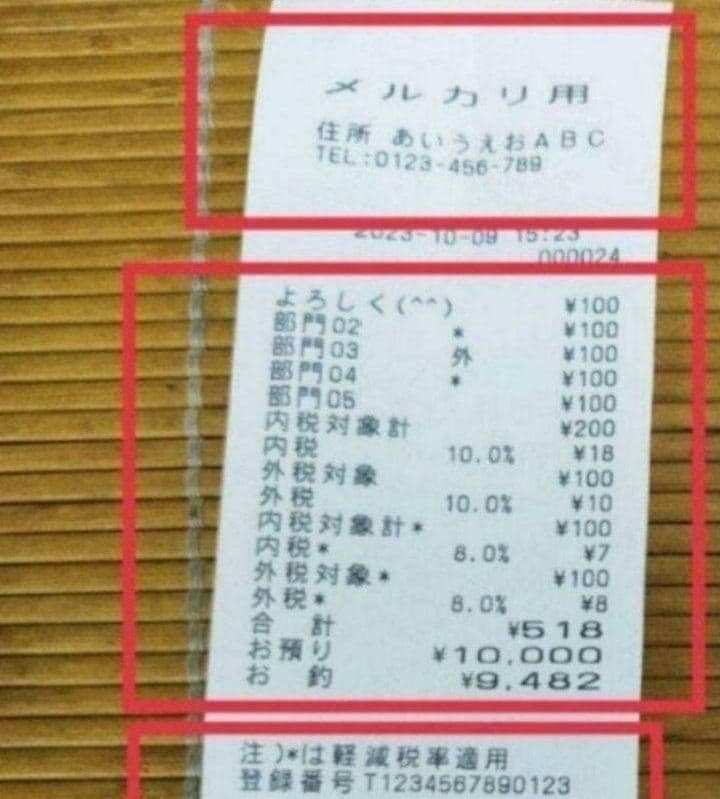 メルカリ用
住所 あいうえおABC
TEL:0123-456-789
2023-10-09 15:23
000024
よろしく(^^) ¥100
部門02 * ¥100
部門03 外 ¥100
部門04 * ¥100
部門05 ¥100
内税対象計 ¥200
内税 10.0% ¥18
外税対象 ¥100
外税 10.0% ¥10
内税対象計* ¥100
内税* 8.0% ¥7
外税対象* ¥100
外税* 8.0% ¥8
合 計 ¥518
お預り ¥10,000
お 釣 ¥9,482
注)*は軽減税率適用
登録番号T1234567890123